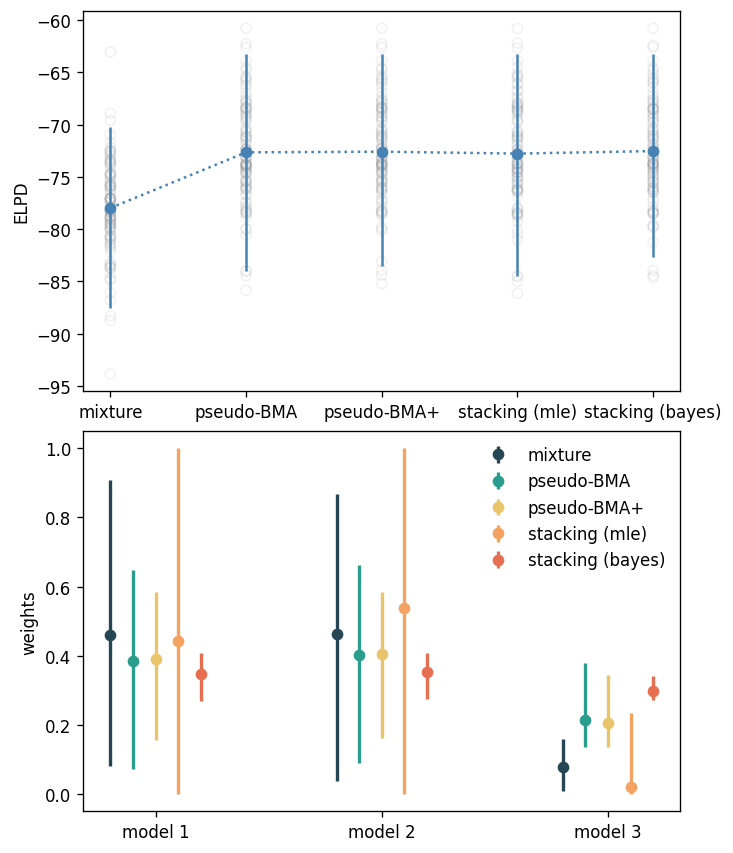 −60
−65
−70
−75
−80
−85
−90
−95
ELPD
mixture pseudo-BMA pseudo-BMA+ stacking (mle) stacking (bayes)
1.0
0.8
0.6
0.4
0.2
0.0
weights
mixture
pseudo-BMA
pseudo-BMA+
stacking (mle)
stacking (bayes)
model 1 model 2 model 3